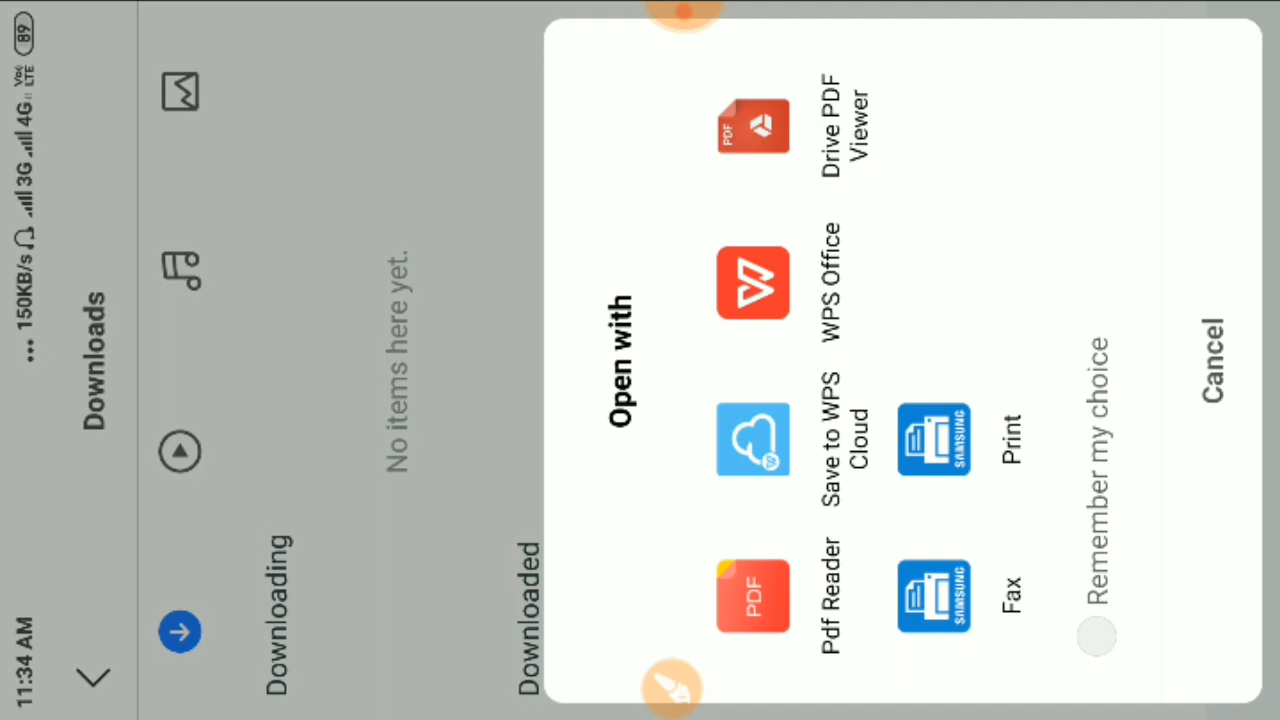 11:34 AM ... 150KB/s 3G 4G VoLTE 89
Downloads
Downloading
No items here yet.
Downloaded
Open with
PDF
W
PDF
Pdf Reader
Save to WPS
Cloud
WPS Office
Drive PDF
Viewer
SAMSUNG
SAMSUNG
Fax
Print
Remember my choice
Cancel